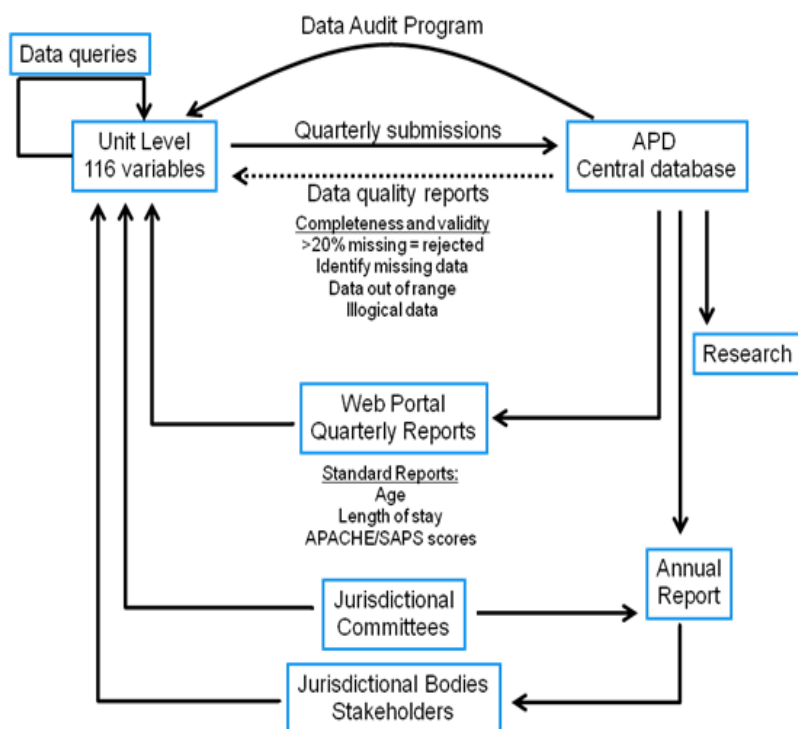 Data Audit Program
Data queries
Unit Level
116 variables
Quarterly submissions
APD
Central database
Data quality reports
Completeness and validity
>20% missing = rejected
Identify missing data
Data out of range
Illogical data
Research
Web Portal
Quarterly Reports
Standard Reports:
Age
Length of stay
APACHE/SAPS scores
Annual
Report
Jurisdictional
Committees
Jurisdictional Bodies
Stakeholders